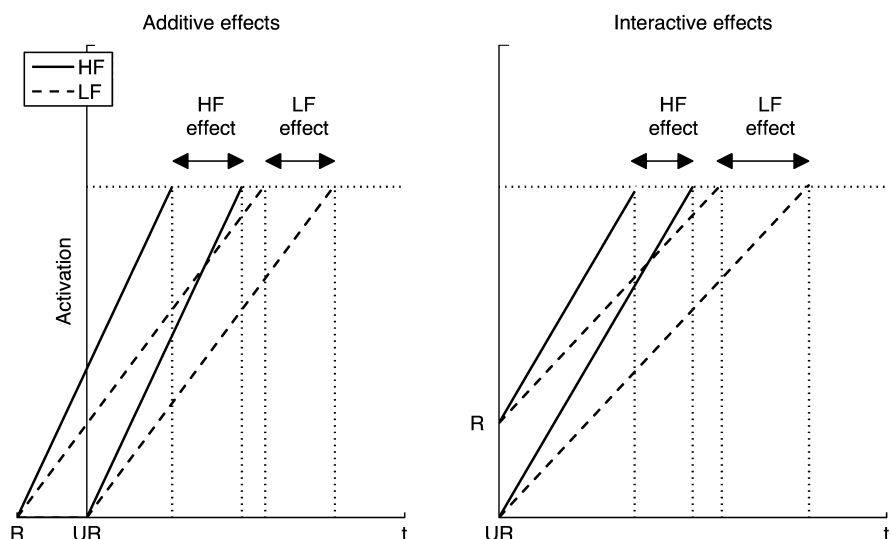 Additive effects
HF
LF
HF
effect
LF
effect
Activation
R
UR
t
Interactive effects
HF
effect
LF
effect
R
UR
t